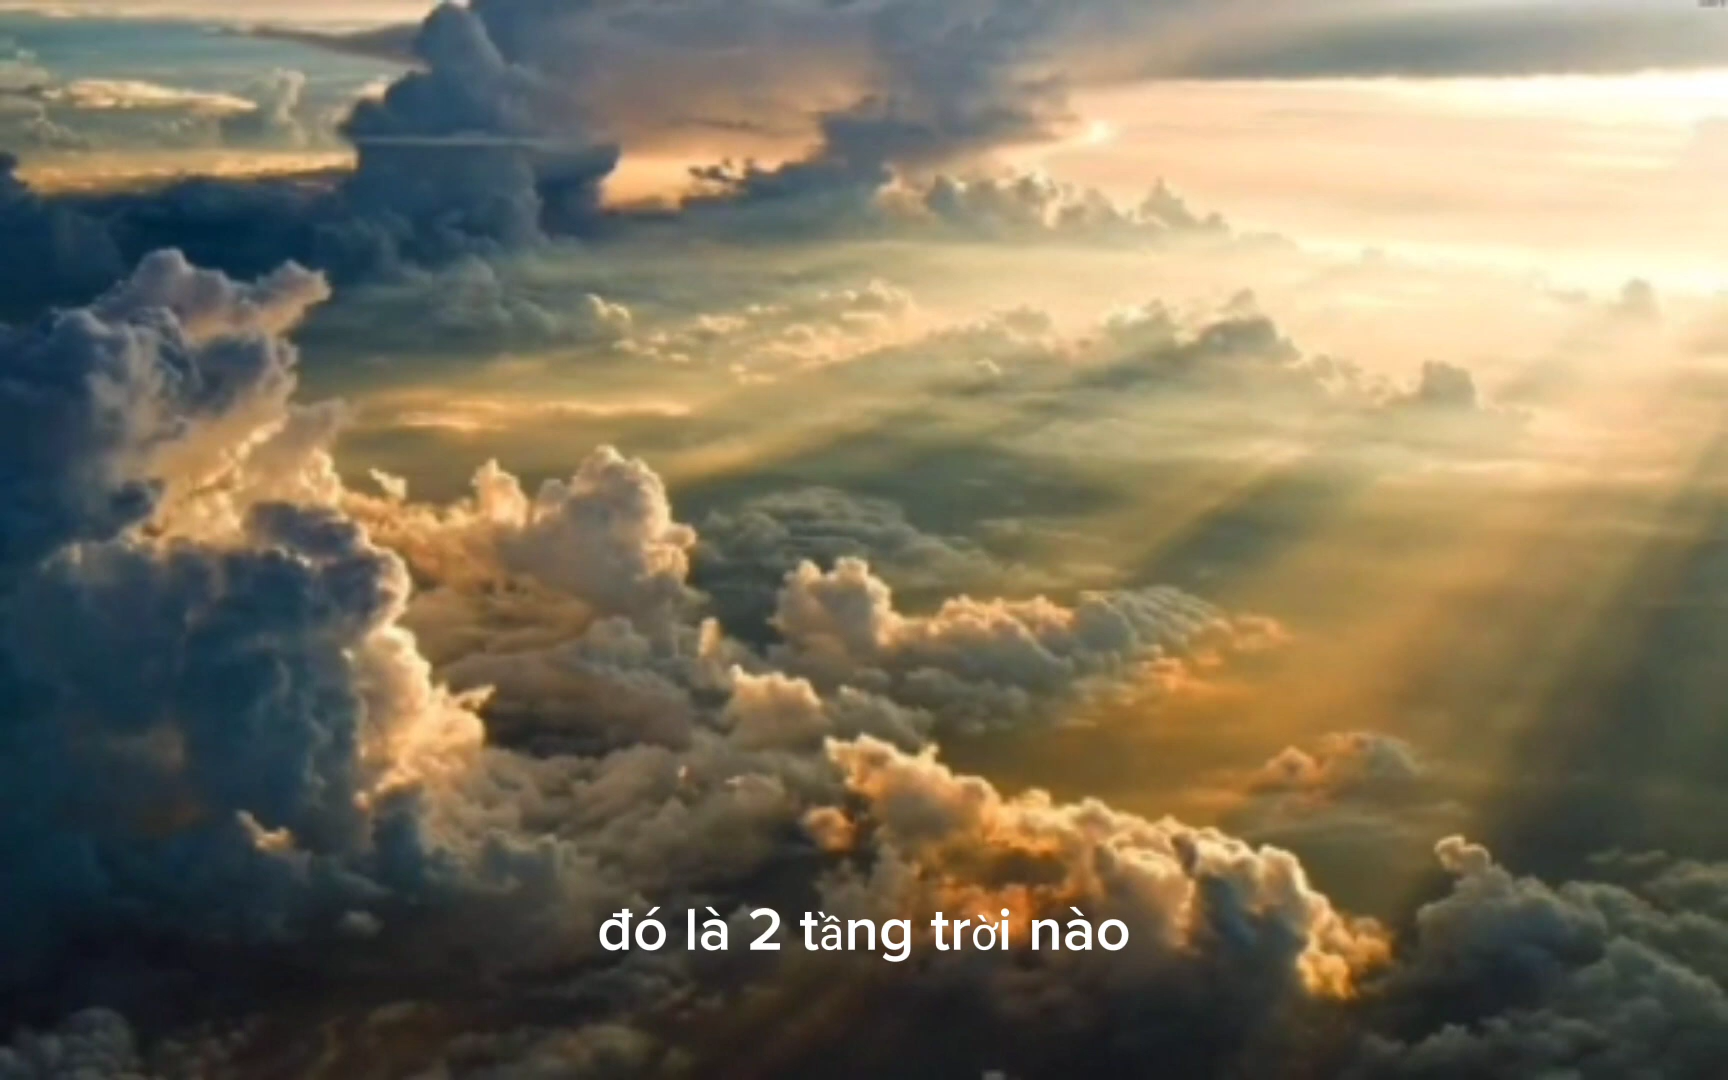 đó là 2 tầng trời nào